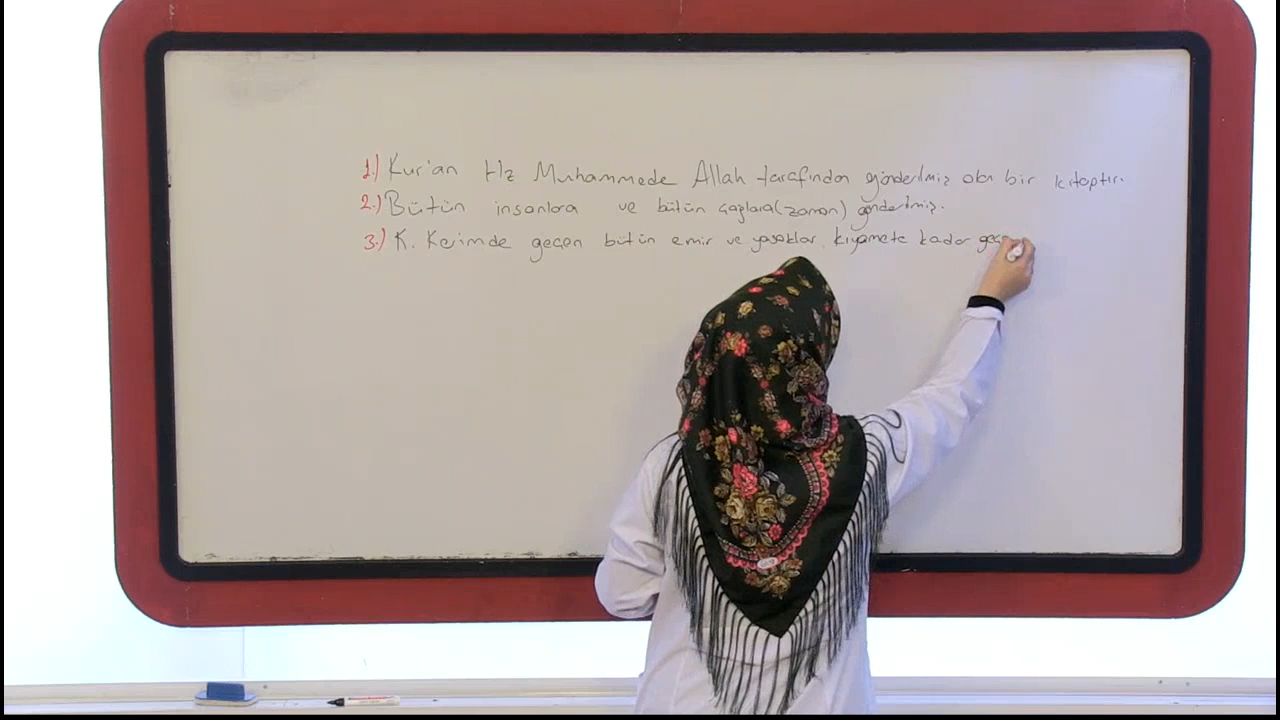 1.) Kur'an Hz Muhammede Allah tarafından gönderilmiş olan bir kitaptır.
2.) Bütün insanlara ve bütün çağlara (zaman) gönderilmiş.
3.) K. Kerimde geçen bütün emir ve yasaklar, kıyamete kadar geç